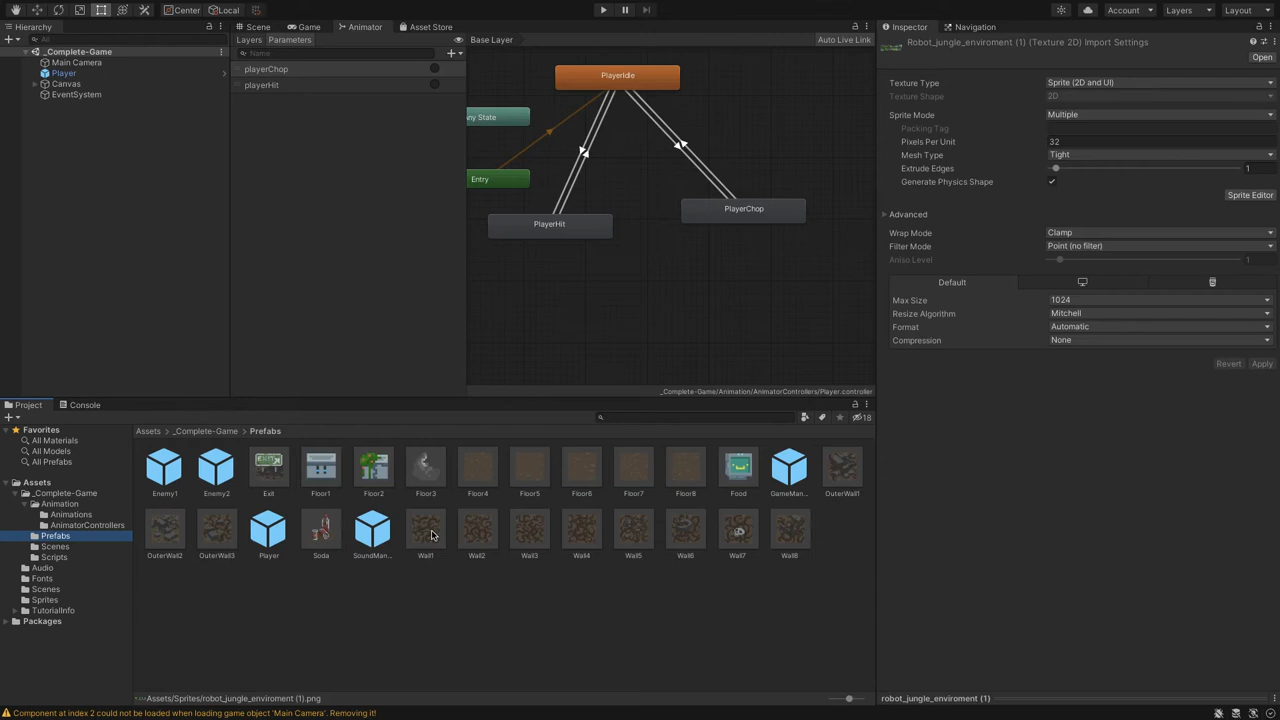 Center
Local
Account
Layers
Layout
Hierarchy
Scene
Game
Animator
Asset Store
Inspector
Navigation
All
Layers
Parameters
Base Layer
Auto Live Link
Name
_Complete-Game
Main Camera
Player
Canvas
EventSystem
playerChop
playerHit
PlayerIdle
ny State
Entry
PlayerHit
PlayerChop
_Complete-Game/Animation/AnimatorControllers/Player.controller
Robot_jungle_enviroment (1) (Texture 2D) Import Settings
Open
Texture Type
Sprite (2D and UI)
Texture Shape
2D
Sprite Mode
Multiple
Packing Tag
Pixels Per Unit
32
Mesh Type
Tight
Extrude Edges
1
Generate Physics Shape
Sprite Editor
Advanced
Wrap Mode
Clamp
Filter Mode
Point (no filter)
Aniso Level
1
Default
Max Size
1024
Resize Algorithm
Mitchell
Format
Automatic
Compression
None
Revert
Apply
Project
Console
18
Favorites
All Materials
All Models
All Prefabs
Assets
_Complete-Game
Animation
Animations
AnimatorControllers
Prefabs
Scenes
Scripts
Audio
Fonts
Scenes
Sprites
TutorialInfo
Packages
Assets > _Complete-Game > Prefabs
Enemy1
Enemy2
Exit
Floor1
Floor2
Floor3
Floor4
Floor5
Floor6
Floor7
Floor8
Food
GameMan...
OuterWall1
OuterWall2
OuterWall3
Player
Soda
SoundMan...
Wall1
Wall2
Wall3
Wall4
Wall5
Wall6
Wall7
Wall8
Assets/Sprites/robot_jungle_enviroment (1).png
robot_jungle_enviroment (1)
Component at index 2 could not be loaded when loading game object 'Main Camera'. Removing it!